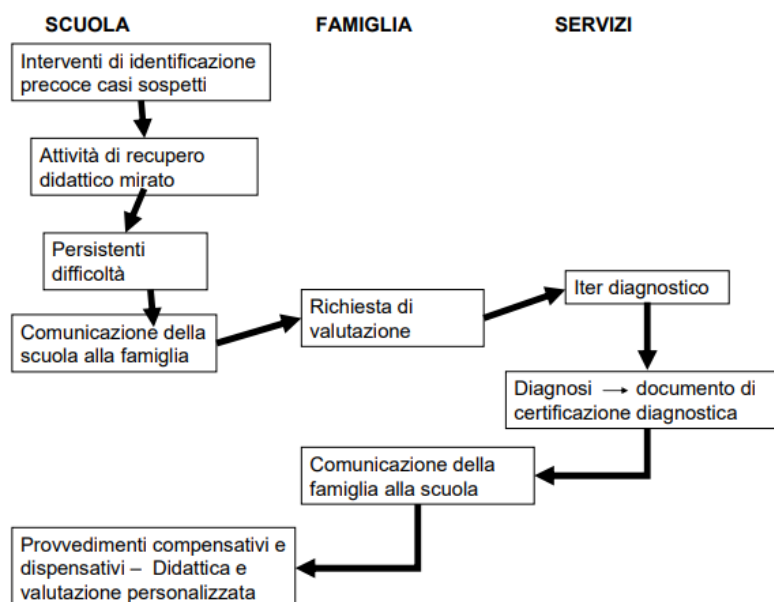 SCUOLA
FAMIGLIA
SERVIZI
Interventi di identificazione
precoce casi sospetti
Attività di recupero
didattico mirato
Persistenti
difficoltà
Comunicazione della
scuola alla famiglia
Richiesta di
valutazione
Iter diagnostico
Diagnosi → documento di
certificazione diagnostica
Comunicazione della
famiglia alla scuola
Provvedimenti compensativi e
dispensativi – Didattica e
valutazione personalizzata